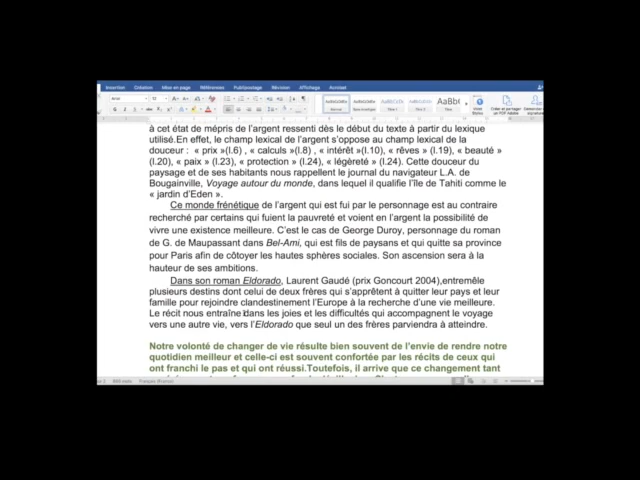 Insertion Création Mise en page Références Publipostage Révision Affichage Acrobat
à cet état de mépris de l'argent ressenti dès le début du texte à partir du lexique
utilisé.En effet, le champ lexical de l'argent s'oppose au champ lexical de la
douceur : « prix »(l.6) , « calculs »(l.8) , « intérêt »(l.10), « rêves » (l.19), « beauté »
(l.20), « paix » (l.23), « protection » (l.24), « légèreté » (l.24). Cette douceur du
paysage et de ses habitants nous rappellent le journal du navigateur L.A. de
Bougainville, Voyage autour du monde, dans lequel il qualifie l'île de Tahiti comme le
« jardin d'Eden ».
Ce monde frénétique de l'argent qui est fui par le personnage est au contraire
recherché par certains qui fuient la pauvreté et voient en l'argent la possibilité de
vivre une existence meilleure. C'est le cas de George Duroy, personnage du roman
de G. de Maupassant dans Bel-Ami, qui est fils de paysans et qui quitte sa province
pour Paris afin de côtoyer les hautes sphères sociales. Son ascension sera à la
hauteur de ses ambitions.
Dans son roman Eldorado, Laurent Gaudé (prix Goncourt 2004),entremêle
plusieurs destins dont celui de deux frères qui s'apprêtent à quitter leur pays et leur
famille pour rejoindre clandestinement l'Europe à la recherche d'une vie meilleure.
Le récit nous entraîne dans les joies et les difficultés qui accompagnent le voyage
vers une autre vie, vers l'Eldorado que seul un des frères parviendra à atteindre.
Notre volonté de changer de vie résulte bien souvent de l'envie de rendre notre
quotidien meilleur et celle-ci est souvent confortée par les récits de ceux qui
ont franchi le pas et qui ont réussi.Toutefois, il arrive que ce changement tant